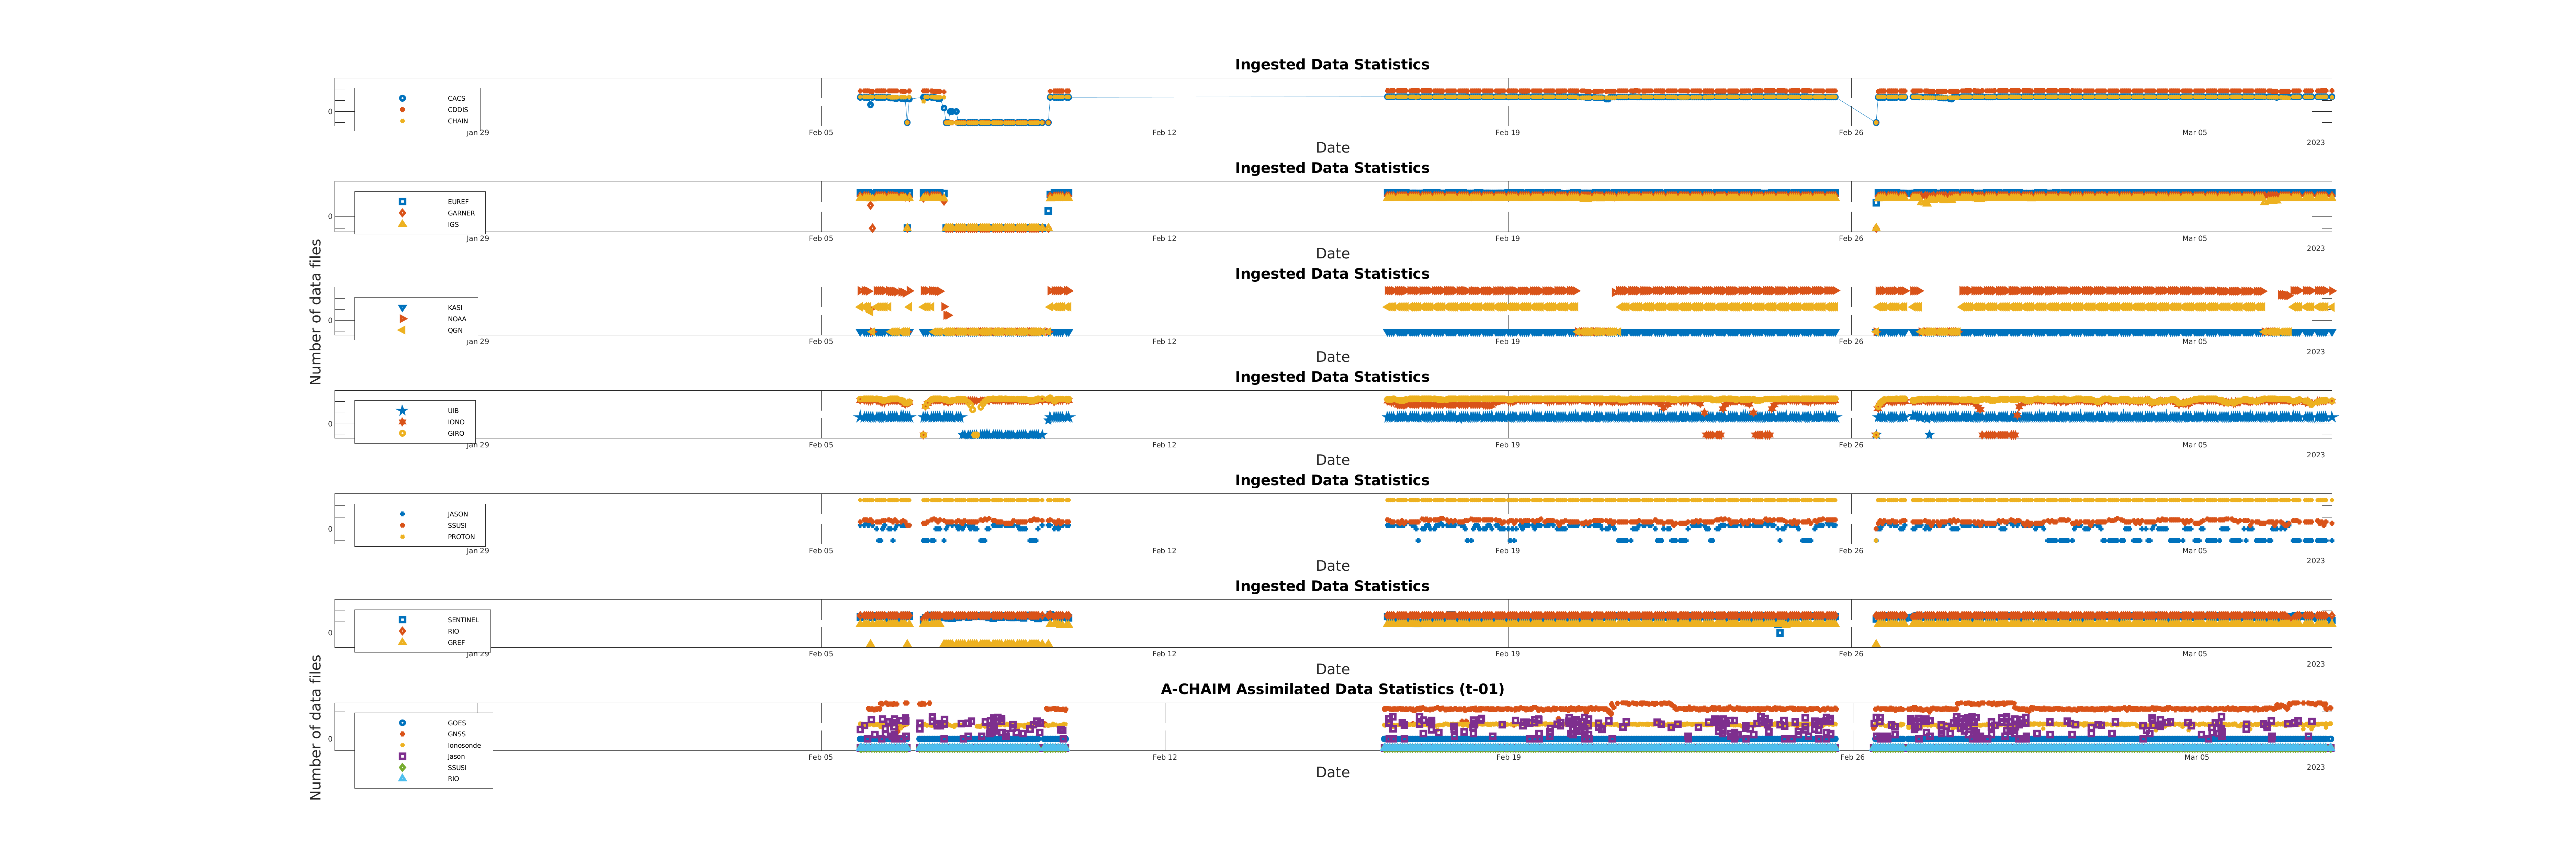 Ingested Data Statistics
CACS
CDDIS
CHAIN
0
Jan 29 Feb 05 Feb 12 Feb 19 Feb 26 Mar 05
2023
Date
Ingested Data Statistics
EUREF
GARNER
IGS
0
Jan 29 Feb 05 Feb 12 Feb 19 Feb 26 Mar 05
2023
Date
Number of data files
Ingested Data Statistics
KASI
NOAA
QGN
0
Jan 29 Feb 05 Feb 12 Feb 19 Feb 26 Mar 05
Date
2023
Ingested Data Statistics
UIB
IONO
GIRO
0
Jan 29 Feb 05 Feb 12 Feb 19 Feb 26 Mar 05
Date
2023
Ingested Data Statistics
JASON
SSUSI
PROTON
0
Jan 29 Feb 05 Feb 12 Feb 19 Feb 26 Mar 05
2023
Date
Ingested Data Statistics
SENTINEL
RIO
GREF
0
Jan 29 Feb 05 Feb 12 Feb 19 Feb 26 Mar 05
2023
Date
Number of data files
A-CHAIM Assimilated Data Statistics (t-01)
GOES
GNSS
Ionosonde
Jason
SSUSI
RIO
0
Feb 05 Feb 12 Feb 19 Feb 26 Mar 05
2023
Date